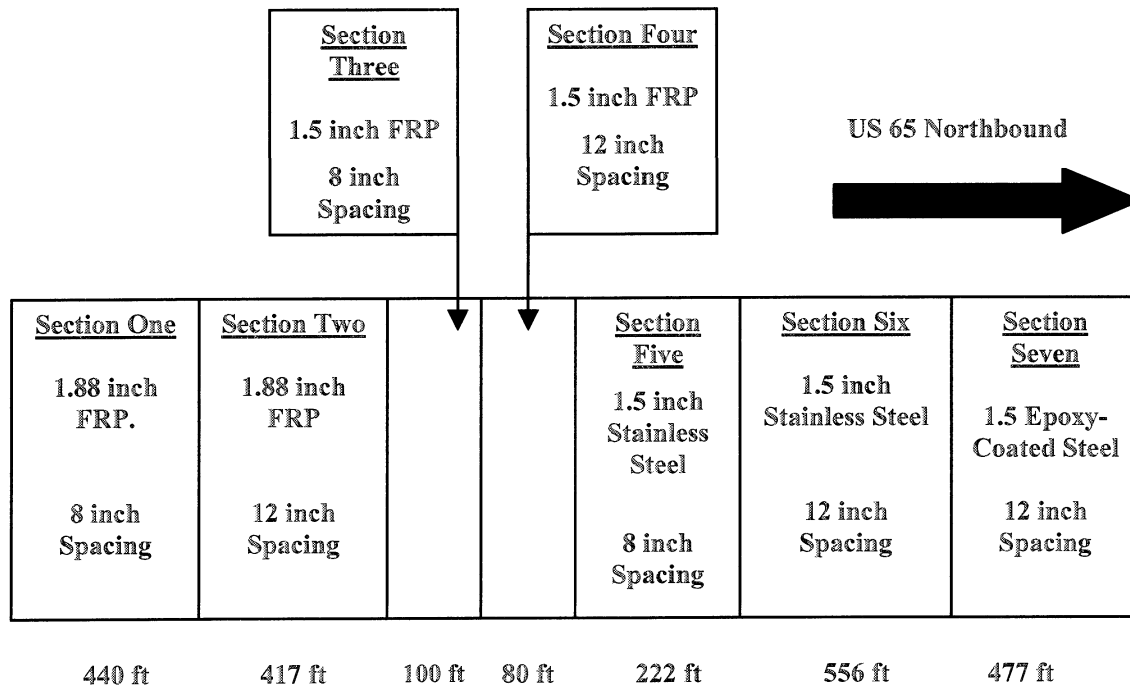 Section
Three
1.5 inch FRP
8 inch
Spacing
Section Four
1.5 inch FRP
12 inch
Spacing
US 65 Northbound
Section One
1.88 inch
FRP.
8 inch
Spacing
Section Two
1.88 inch
FRP
12 inch
Spacing
Section
Five
1.5 inch
Stainless
Steel
8 inch
Spacing
Section Six
1.5 inch
Stainless Steel
12 inch
Spacing
Section
Seven
1.5 Epoxy-
Coated Steel
12 inch
Spacing
440 ft
417 ft
100 ft
80 ft
222 ft
556 ft
477 ft